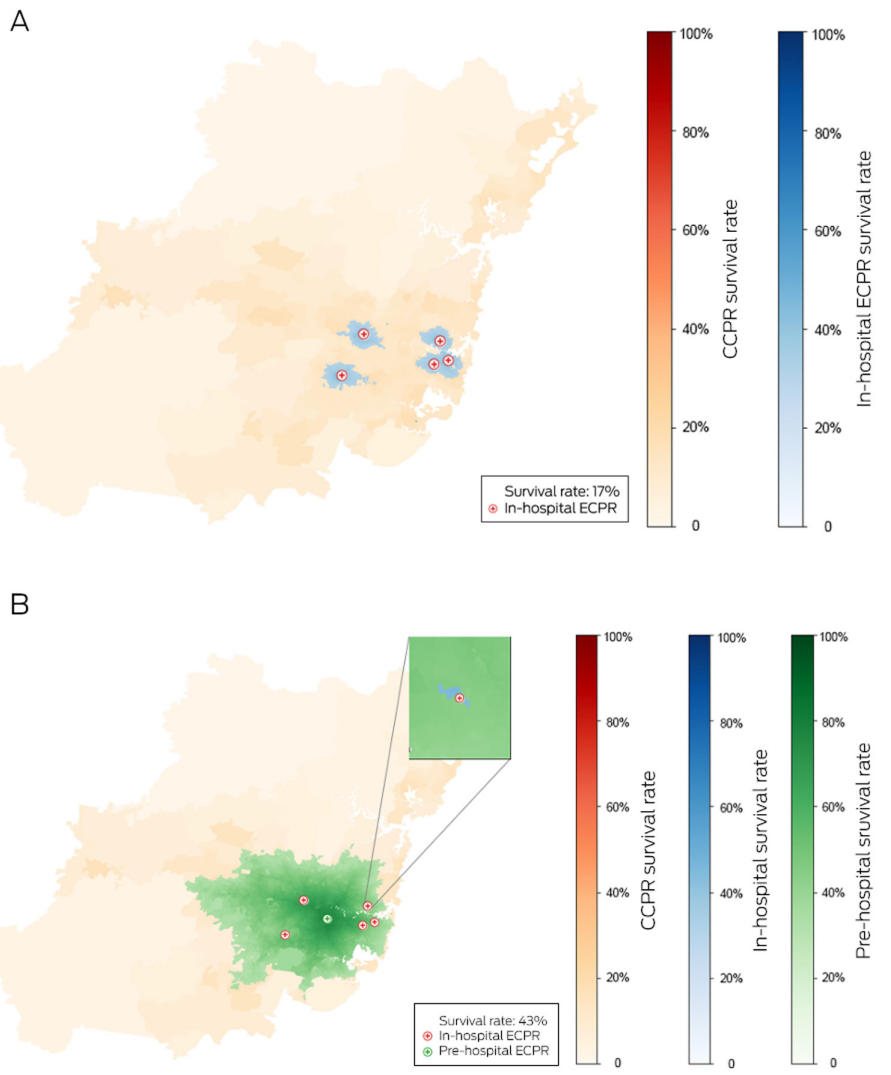 A
100%
80%
60%
40%
20%
0
CCPR survival rate
100%
80%
60%
40%
20%
0
In-hospital ECPR survival rate
Survival rate: 17%
In-hospital ECPR
B
100%
80%
60%
40%
20%
0
CCPR survival rate
100%
80%
60%
40%
20%
0
In-hospital survival rate
100%
80%
60%
40%
20%
0
Pre-hospital sruvival rate
Survival rate: 43%
In-hospital ECPR
Pre-hospital ECPR